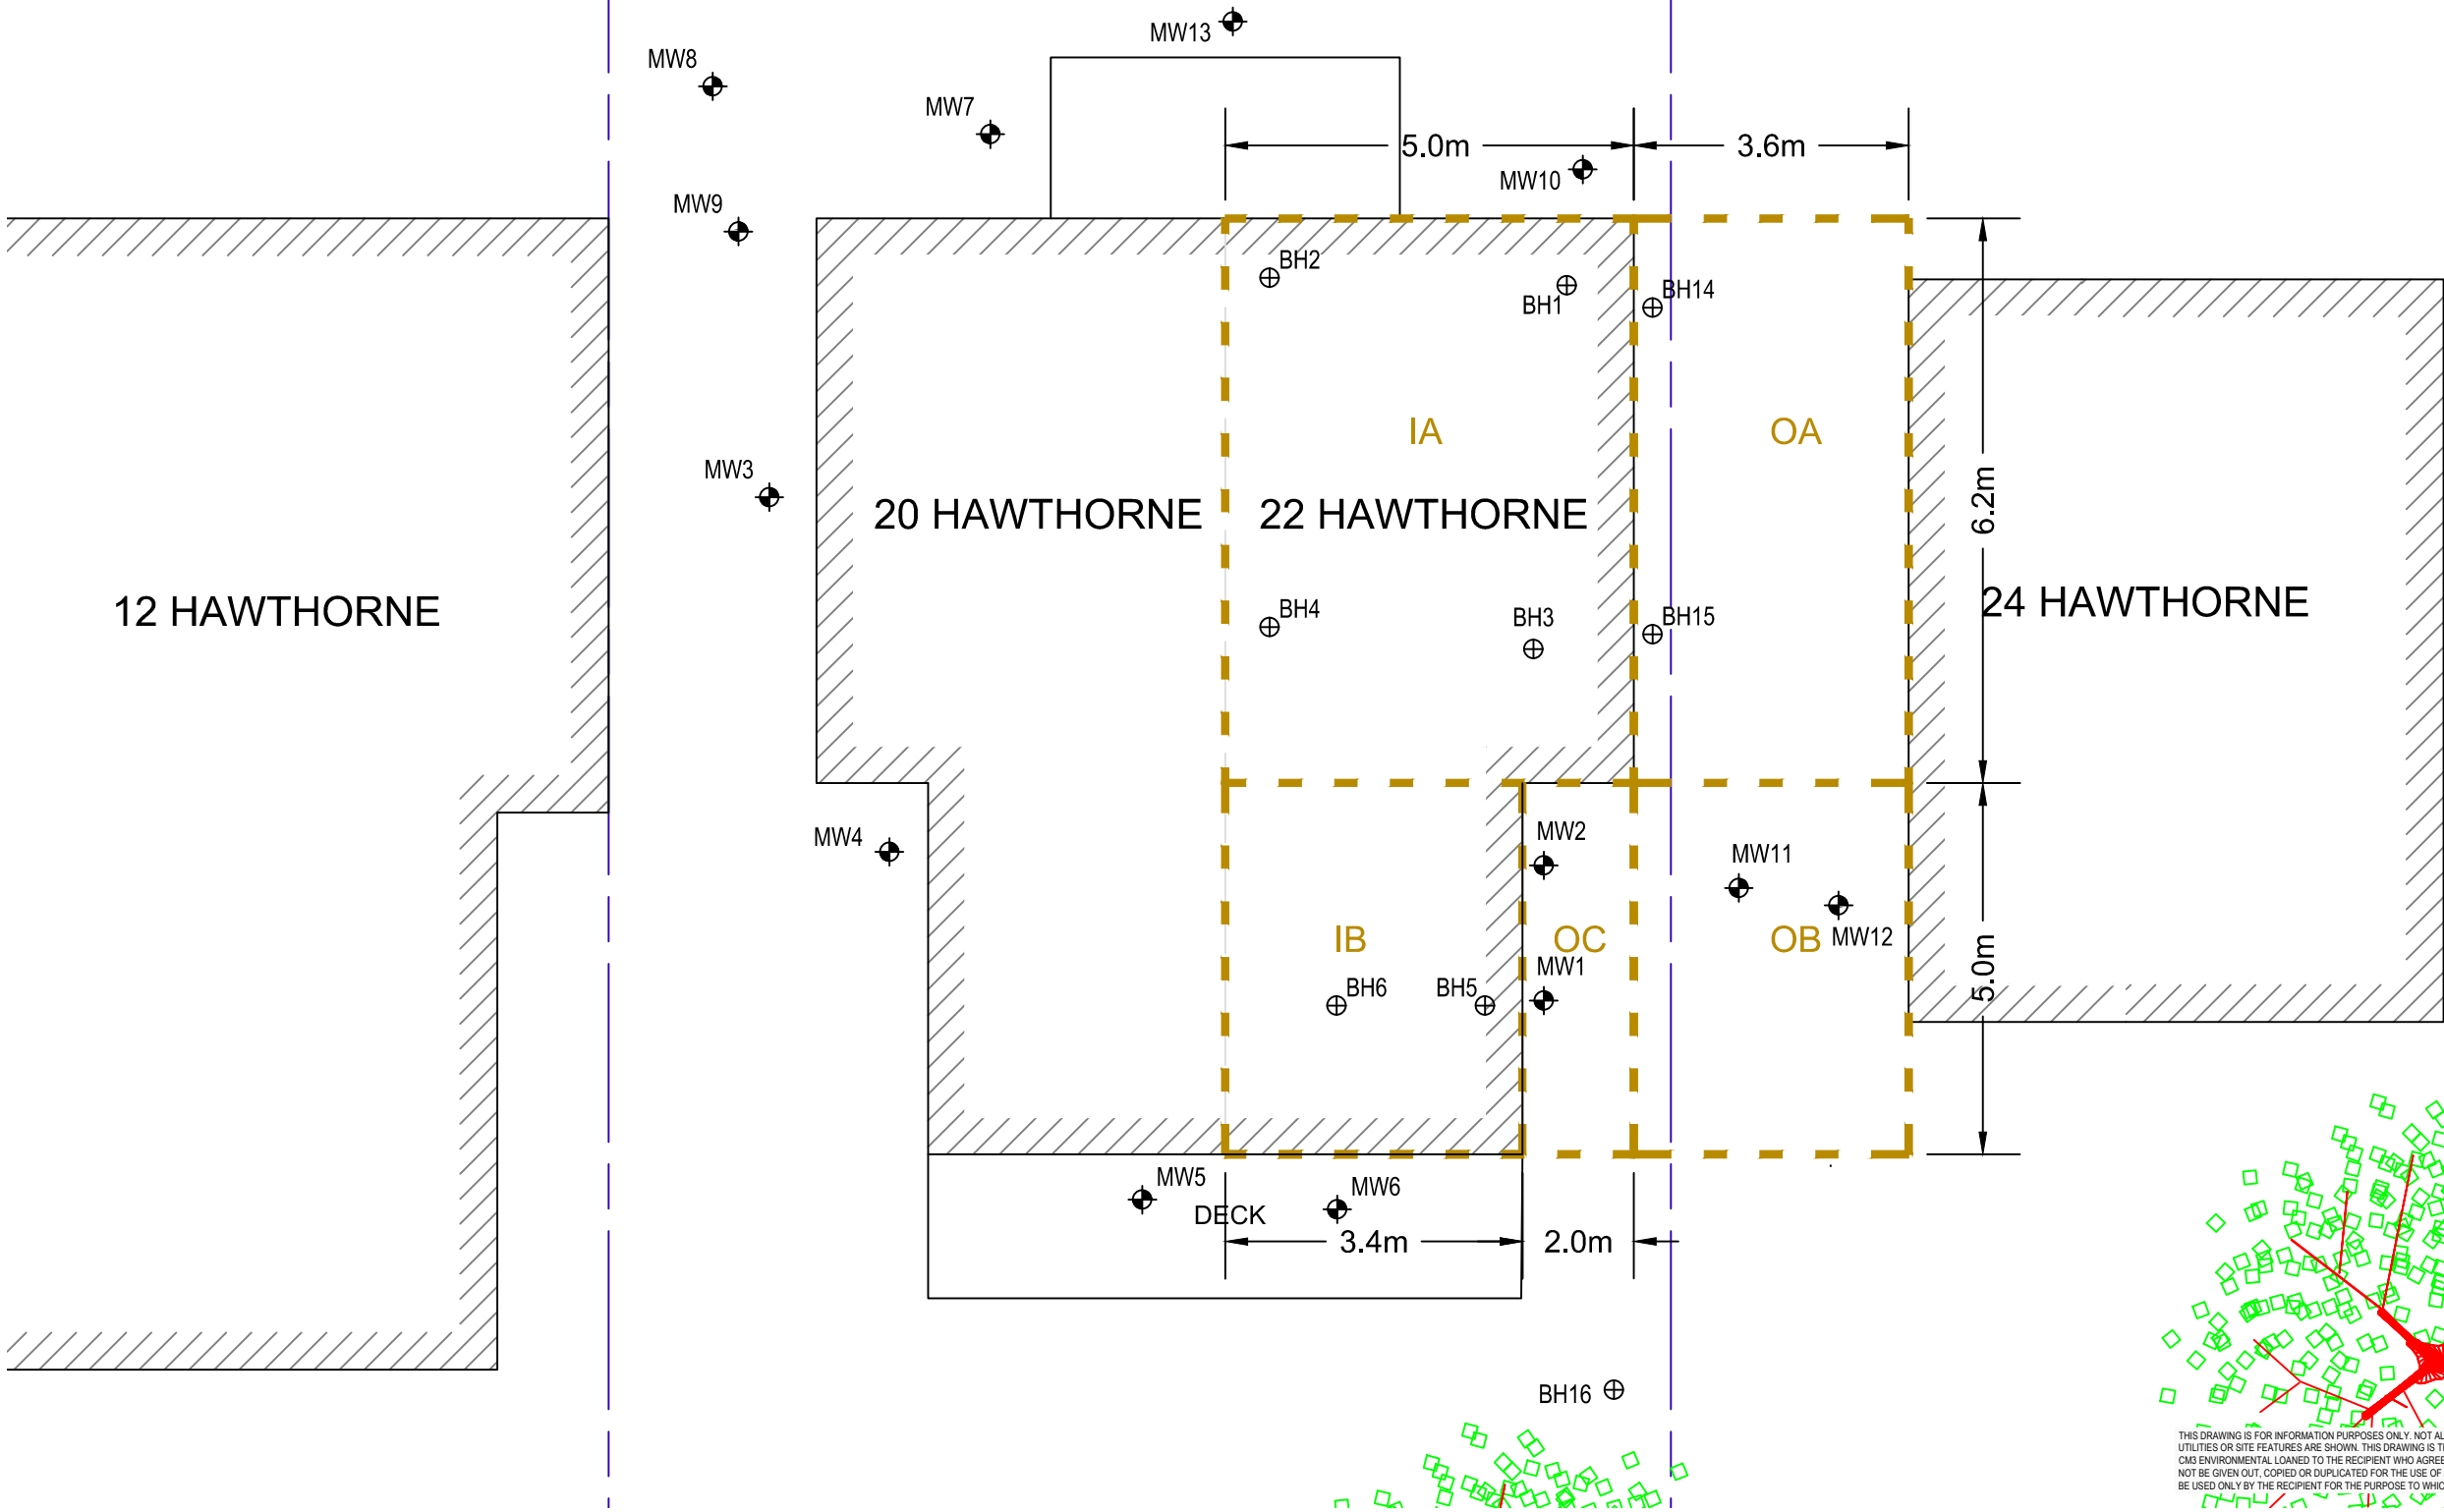 MW13
MW8
MW7
5.0m
3.6m
MW10
MW9
BH2
BH1
BH14
IA
OA
MW3
20 HAWTHORNE
22 HAWTHORNE
6.2m
12 HAWTHORNE
BH4
BH3
BH15
24 HAWTHORNE
MW4
MW2
MW11
IB
OC
OB
MW12
MW1
5.0m
BH6
BH5
MW5
MW6
DECK
3.4m
2.0m
BH16
THIS DRAWING IS FOR INFORMATION PURPOSES ONLY. NOT
UTILITIES OR SITE FEATURES ARE SHOWN. THIS DRAWING IS
CM3 ENVIRONMENTAL LOANED TO THE RECIPIENT WHO
NOT BE GIVEN OUT, COPIED OR DUPLICATED FOR THE USE OF
BE USED ONLY BY THE RECIPIENT FOR THE PURPOSE TO